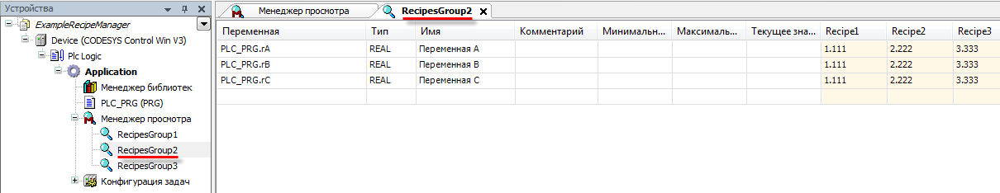 Устройства
ExampleRecipeManager
Device (CODESYS Control Win V3)
Plc Logic
Application
Менеджер библиотек
PLC_PRG (PRG)
Менеджер просмотра
RecipesGroup1
RecipesGroup2
RecipesGroup3
Конфигурация задач
Менеджер просмотра RecipesGroup2
Переменная Тип Имя Комментарий Минимальн... Максималь... Текущее зна... Recipe1 Recipe2 Recipe3
PLC_PRG.rA REAL Переменная A 1.111 2.222 3.333
PLC_PRG.rB REAL Переменная B 1.111 2.222 3.333
PLC_PRG.rC REAL Переменная C 1.111 2.222 3.333